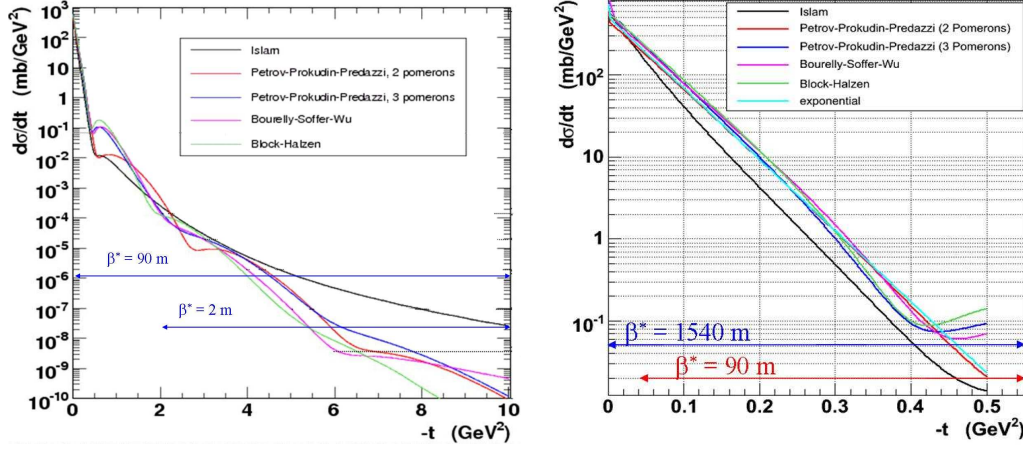 dσ/dt (mb/GeV²)
10³
10²
10
1
10⁻¹
10⁻²
10⁻³
10⁻⁴
10⁻⁵
10⁻⁶
10⁻⁷
10⁻⁸
10⁻⁹
10⁻¹⁰
Islam
Petrov-Prokudin-Predazzi, 2 pomerons
Petrov-Prokudin-Predazzi, 3 pomerons
Bourelly-Soffer-Wu
Block-Halzen
β* = 90 m
β* = 2 m
0 2 4 6 8 10
-t (GeV²)
dσ/dt (mb/GeV²)
10²
10
1
10⁻¹
Islam
Petrov-Prokudin-Predazzi (2 Pomerons)
Petrov-Prokudin-Predazzi (3 Pomerons)
Bourelly-Soffer-Wu
Block-Halzen
exponential
β* = 1540 m
β* = 90 m
0 0.1 0.2 0.3 0.4 0.5
-t (GeV²)